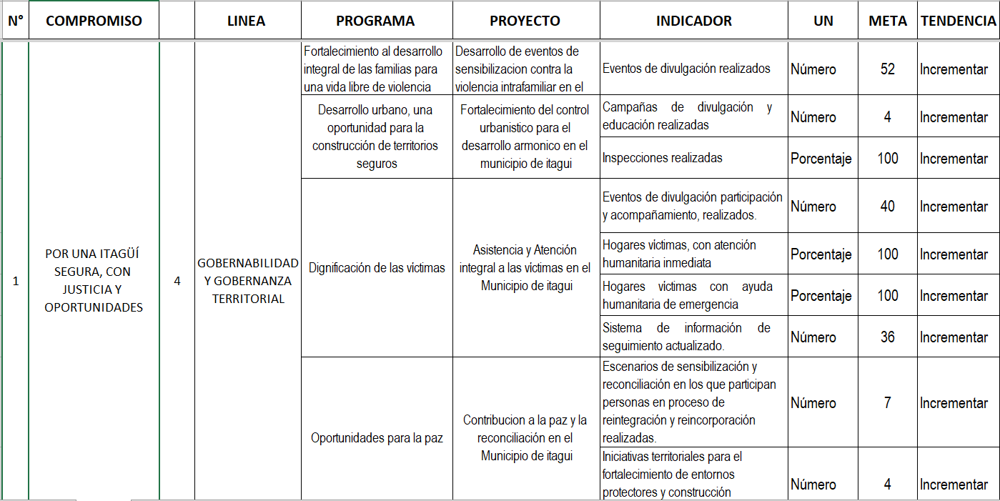 N° COMPROMISO LINEA PROGRAMA PROYECTO INDICADOR UN META TENDENCIA
1
POR UNA ITAGÜÍ
SEGURA, CON
JUSTICIA Y
OPORTUNIDADES
4
GOBERNABILIDAD
Y GOBERNANZA
TERRITORIAL
Fortalecimiento al desarrollo
integral de las familias para
una vida libre de violencia
Desarrollo de eventos de
sensibilizacion contra la
violencia intrafamiliar en el
Eventos de divulgación realizados
Número
52
Incrementar
Desarrollo urbano, una
oportunidad para la
construcción de territorios
seguros
Fortalecimiento del control
urbanistico para el
desarrollo armonico en el
municipio de itagui
Campañas de divulgación y
educación realizadas
Número
4
Incrementar
Inspecciones realizadas
Porcentaje
100
Incrementar
Dignificación de las víctimas
Asistencia y Atención
integral a las víctimas en el
Municipio de itagui
Eventos de divulgación participación
y acompañamiento, realizados.
Número
40
Incrementar
Hogares víctimas, con atención
humanitaria inmediata
Porcentaje
100
Incrementar
Hogares víctimas con ayuda
humanitaria de emergencia
Porcentaje
100
Incrementar
Sistema de información de
seguimiento actualizado.
Número
36
Incrementar
Oportunidades para la paz
Contribucion a la paz y la
reconciliación en el
Municipio de itagui
Escenarios de sensibilización y
reconciliación en los que participan
personas en proceso de
reintegración y reincorporación
realizadas.
Número
7
Incrementar
Iniciativas territoriales para el
fortalecimiento de entornos
protectores y construcción
Número
4
Incrementar